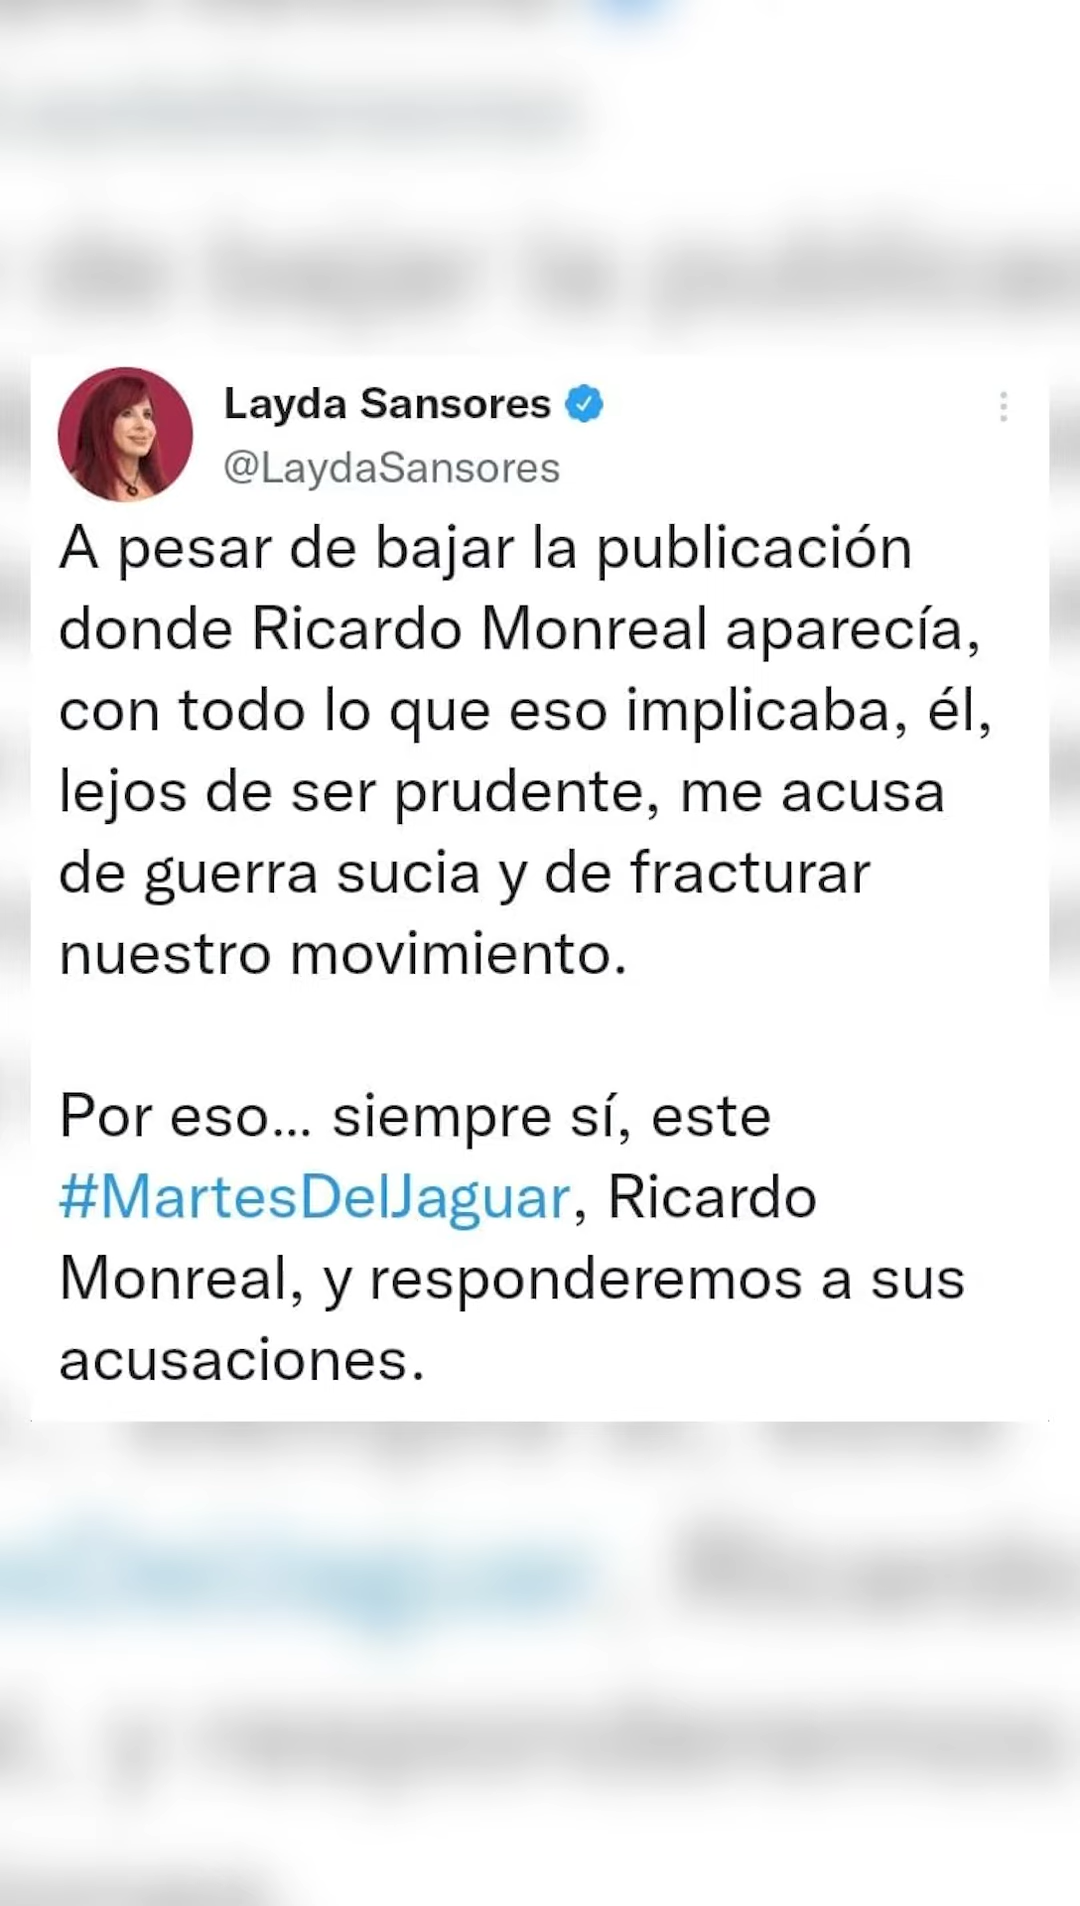 Layda Sansores
@LaydaSansores
A pesar de bajar la publicación
donde Ricardo Monreal aparecía,
con todo lo que eso implicaba, él,
lejos de ser prudente, me acusa
de guerra sucia y de fracturar
nuestro movimiento.
Por eso... siempre sí, este
#MartesDelJaguar, Ricardo
Monreal, y responderemos a sus
acusaciones.